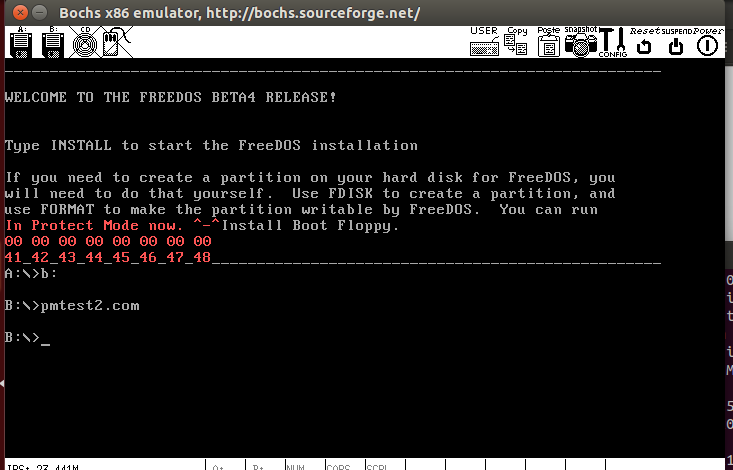 Bochs x86 emulator, http://bochs.sourceforge.net/
A: B: CD USER Copy Paste Snapshot CONFIG Reset SUSPEND Power
WELCOME TO THE FREEDOS BETA4 RELEASE!
Type INSTALL to start the FreeDOS installation
If you need to create a partition on your hard disk for FreeDOS, you
will need to do that yourself.  Use FDISK to create a partition, and
use FORMAT to make the partition writable by FreeDOS.  You can run
In Protect Mode now. ^-^Install Boot Floppy.
00 00 00 00 00 00 00 00
41_42_43_44_45_46_47_48
A:\>b:
B:\>pmtest2.com
B:\>_
IPS: 23.441M A: B: NUM CAPS SCRL